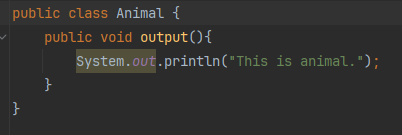 public class Animal {
    public void output(){
        System.out.println("This is animal.");
    }
}